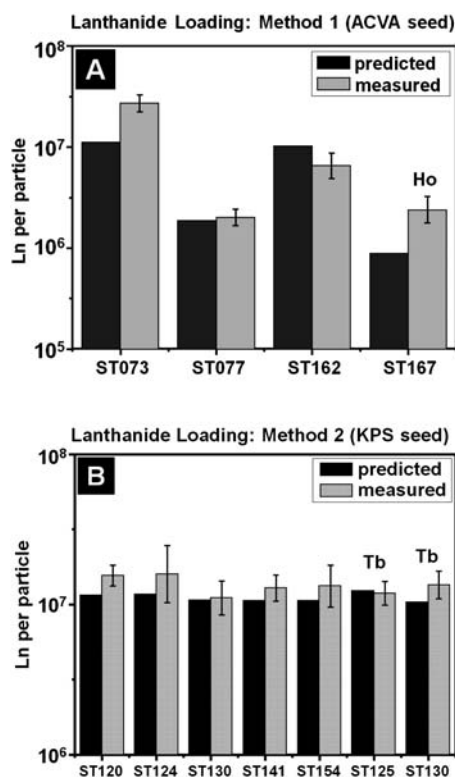 Lanthanide Loading: Method 1 (ACVA seed)
A
predicted
measured
Ho
10⁸
10⁷
10⁶
10⁵
Ln per particle
ST073 ST077 ST162 ST167
Lanthanide Loading: Method 2 (KPS seed)
B
predicted
measured
Tb Tb
10⁸
10⁷
10⁶
Ln per particle
ST120 ST124 ST130 ST141 ST154 ST125 ST130